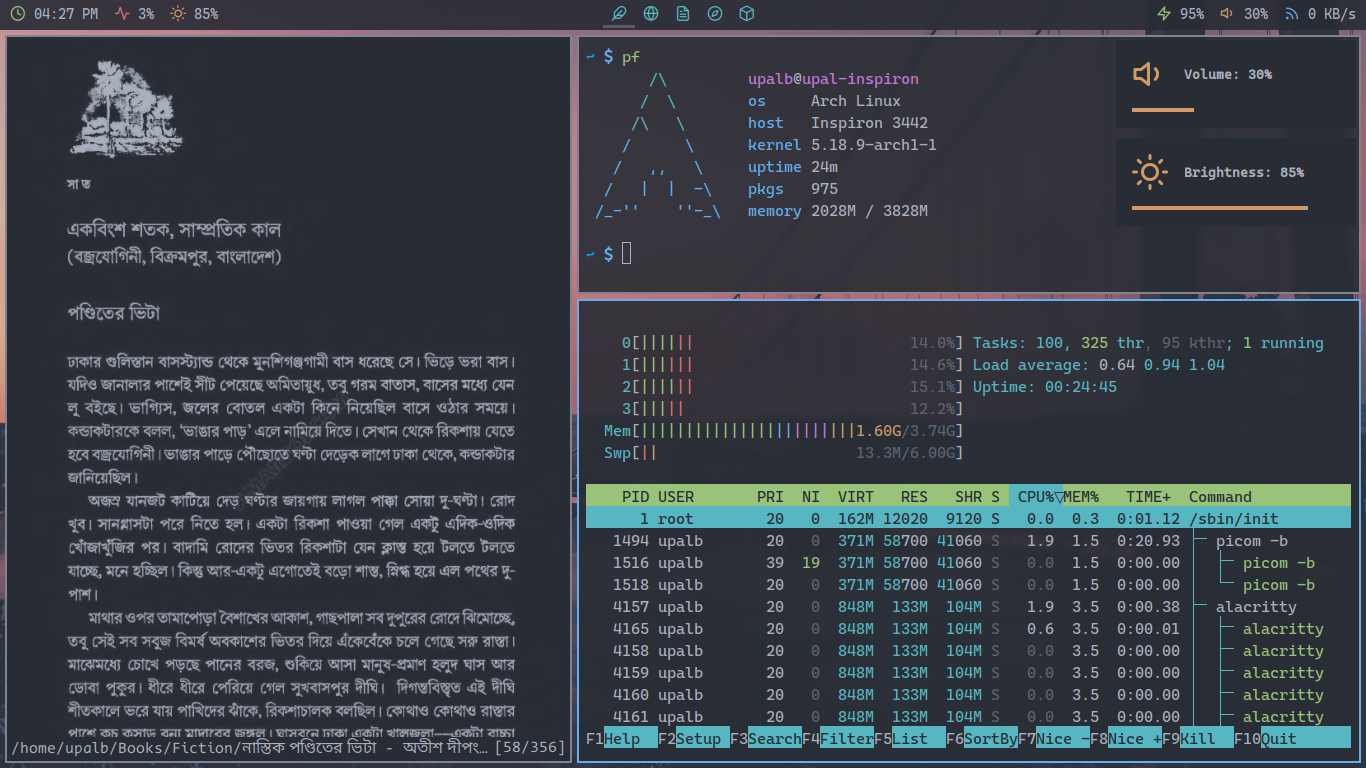 04:27 PM 3% 85% 95% 30% 0 KB/s
সাত
একবিংশ শতক, সাম্প্রতিক কাল
(বজ্রযোগিনী, বিক্রমপুর, বাংলাদেশ)
পণ্ডিতের ভিটা
ঢাকার গুলিস্তান বাসস্ট্যান্ড থেকে মুনশিগঞ্জগামী বাস ধরেছে সে। ভিড়ে ভরা বাস।
যদিও জানালার পাশেই সীট পেয়েছে অমিতায়ুধ, তবু গরম বাতাস, বাসের মধ্যে যেন
লু বইছে। ভাগ্যিস, জলের বোতল একটা কিনে নিয়েছিল বাসে ওঠার সময়ে।
কন্ডাকটারকে বলল, ‘ভাঙার পাড়’ এলে নামিয়ে দিতে। সেখান থেকে রিকশায় যেতে
হবে বজ্রযোগিনী। ভাঙার পাড়ে পৌঁছোতে ঘণ্টা দেড়েক লাগে ঢাকা থেকে, কন্ডাকটার
জানিয়েছিল।
অজস্র যানজট কাটিয়ে দেড় ঘণ্টার জায়গায় লাগল পাক্কা সোয়া দু-ঘণ্টা। রোদ
খুব। সানগ্লাসটা পরে নিতে হল। একটা রিকশা পাওয়া গেল একটু এদিক-ওদিক
খোঁজাখুঁজির পর। বাদামি রোদের ভিতর রিকশাটা যেন ক্লান্ত হয়ে টলতে টলতে
যাচ্ছে, মনে হচ্ছিল। কিন্তু আর-একটু এগোতেই বড়ো শান্ত, স্নিগ্ধ হয়ে এল পথের দু-
পাশ।
মাথার ওপর তামাপোড়া বৈশাখের আকাশ, গাছপালা সব দুপুরের রোদে ঝিমোচ্ছে,
তবু সেই সব সবুজ বিমর্ষ অবকাশের ভিতর দিয়ে এঁকেবেঁকে চলে গেছে সরু রাস্তা।
মাঝেমধ্যে চোখে পড়ছে পানের বরজ, শুকিয়ে আসা মানুষ-প্রমাণ হলুদ ঘাস আর
ডোবা পুকুর। ধীরে ধীরে পেরিয়ে গেল সুখবাসপুর দীঘি। দিগন্তবিস্তৃত এই দীঘি
শীতকালে ভরে যায় পাখিদের ঝাঁকে, রিকশাচালক বলছিল। কোথাও কোথাও রাস্তার
/home/upalb/Books/Fiction/নাস্তিক পণ্ডিতের ভিটা - অতীশ দীপং… [58/356]
~ $ pf
upalb@upal-inspiron
os Arch Linux
host Inspiron 3442
kernel 5.18.9-arch1-1
uptime 24m
pkgs 975
memory 2028M / 3828M
~ $
Volume: 30%
Brightness: 85%
0[|||||| 14.0%] Tasks: 100, 325 thr, 95 kthr; 1 running
1[|||||| 14.6%] Load average: 0.64 0.94 1.04
2[|||||| 15.1%] Uptime: 00:24:45
3[||||| 12.2%]
Mem[||||||||||||||||||||||||1.60G/3.74G]
Swp[|| 13.3M/6.00G]
PID USER PRI NI VIRT RES SHR S CPU%▽MEM% TIME+ Command
1 root 20 0 162M 12020 9120 S 0.0 0.3 0:01.12 /sbin/init
1494 upalb 20 0 371M 58700 41060 S 1.9 1.5 0:20.93 picom -b
1516 upalb 39 19 371M 58700 41060 S 0.0 1.5 0:00.00 picom -b
1518 upalb 20 0 371M 58700 41060 S 0.0 1.5 0:00.00 picom -b
4157 upalb 20 0 848M 133M 104M S 1.9 3.5 0:00.38 alacritty
4165 upalb 20 0 848M 133M 104M S 0.6 3.5 0:00.01 alacritty
4158 upalb 20 0 848M 133M 104M S 0.0 3.5 0:00.00 alacritty
4159 upalb 20 0 848M 133M 104M S 0.0 3.5 0:00.00 alacritty
4160 upalb 20 0 848M 133M 104M S 0.0 3.5 0:00.00 alacritty
4161 upalb 20 0 848M 133M 104M S 0.0 3.5 0:00.00 alacritty
F1Help F2Setup F3SearchF4FilterF5List F6SortByF7Nice -F8Nice +F9Kill F10Quit